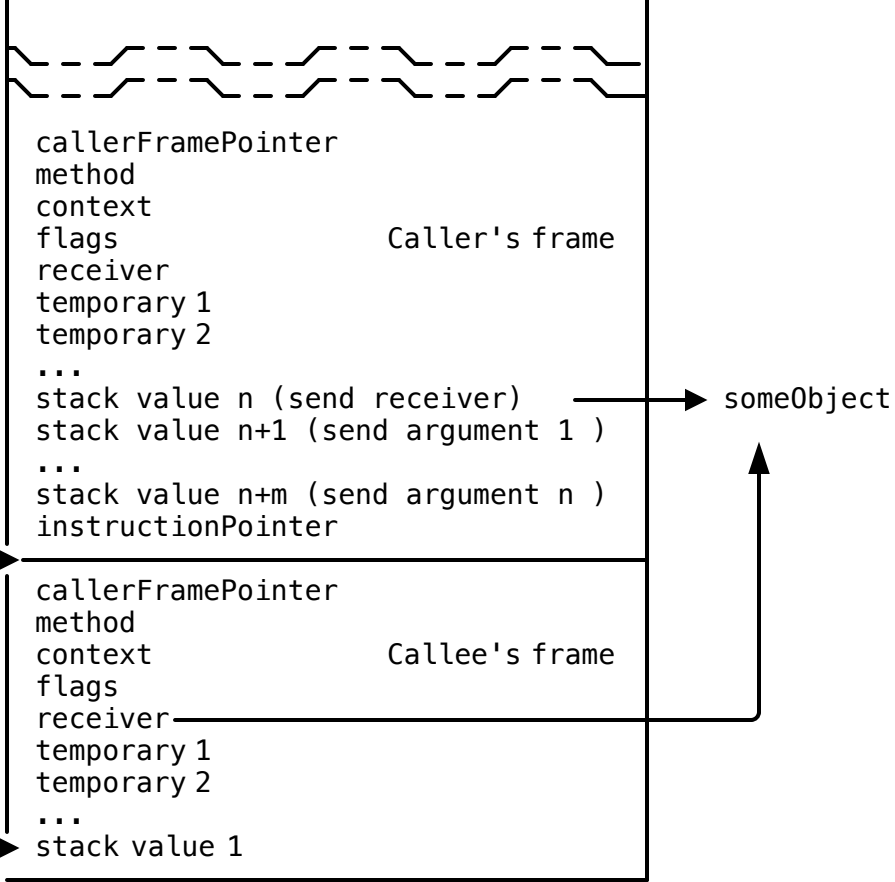 callerFramePointer
method
context
flags Caller's frame
receiver
temporary 1
temporary 2
...
stack value n (send receiver) someObject
stack value n+1 (send argument 1 )
...
stack value n+m (send argument n )
instructionPointer
callerFramePointer
method
context Callee's frame
flags
receiver
temporary 1
temporary 2
...
stack value 1